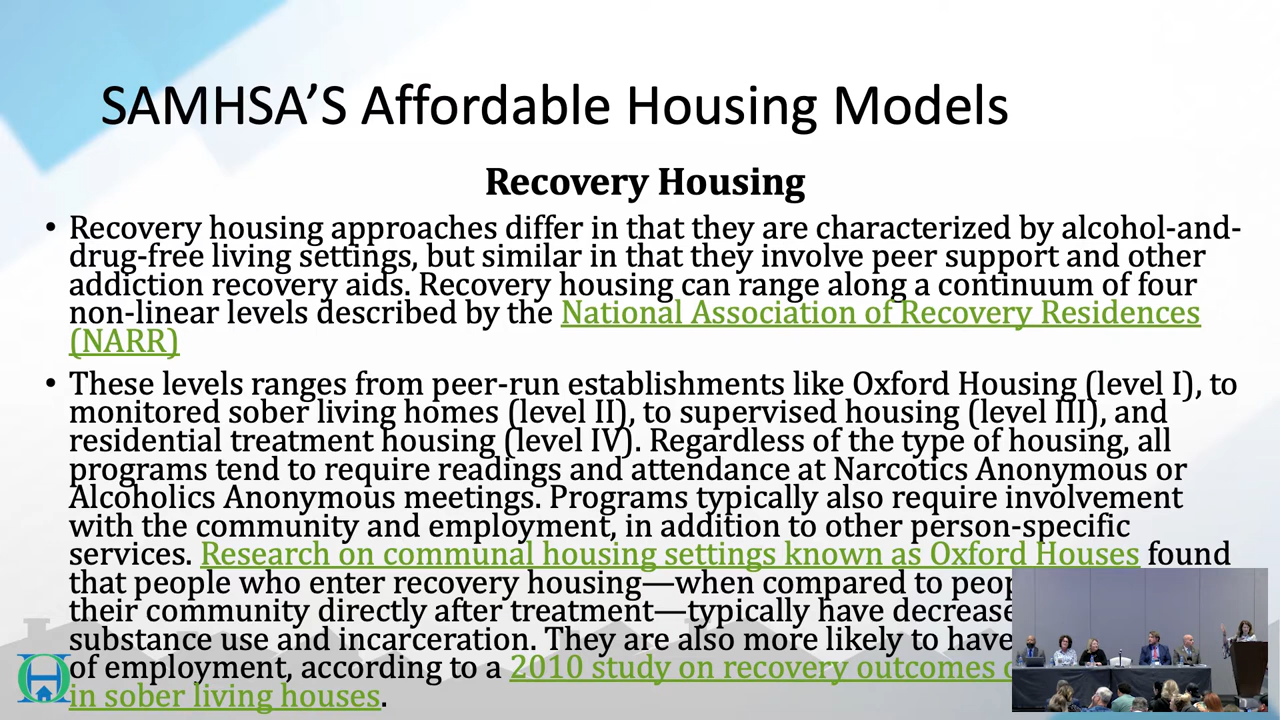 SAMHSA’S Affordable Housing Models
Recovery Housing
• Recovery housing approaches differ in that they are characterized by alcohol-and-
drug-free living settings, but similar in that they involve peer support and other
addiction recovery aids. Recovery housing can range along a continuum of four
non-linear levels described by the National Association of Recovery Residences
(NARR)
• These levels ranges from peer-run establishments like Oxford Housing (level I), to
monitored sober living homes (level II), to supervised housing (level III), and
residential treatment housing (level IV). Regardless of the type of housing, all
programs tend to require readings and attendance at Narcotics Anonymous or
Alcoholics Anonymous meetings. Programs typically also require involvement
with the community and employment, in addition to other person-specific
services. Research on communal housing settings known as Oxford Houses found
that people who enter recovery housing—when compared to
their community directly after treatment—typically have
substance use and incarceration. They are also more likely to have
of employment, according to a 2010 study on recovery outcomes
in sober living houses.